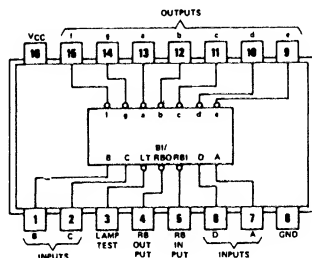 OUTPUTS
VCC f g a b c d e
16 15 14 13 12 11 10 9
f g a b c d e
BI/
B C LT RBO RBI D A
1 2 3 4 5 6 7 8
B C LAMP TEST RB OUT PUT RB IN PUT D A GND
INPUTS INPUTS